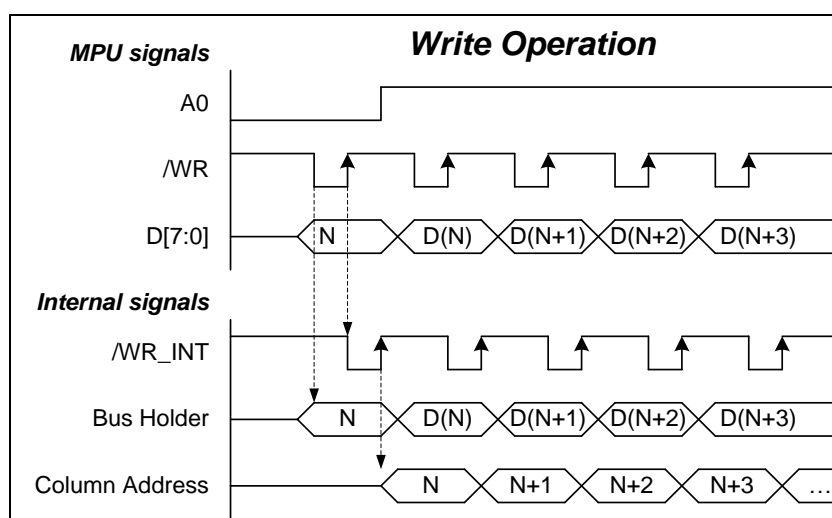 Write Operation
MPU signals
A0
/WR
D[7:0] N D(N) D(N+1) D(N+2) D(N+3)
Internal signals
/WR_INT
Bus Holder N D(N) D(N+1) D(N+2) D(N+3)
Column Address N N+1 N+2 N+3 ...